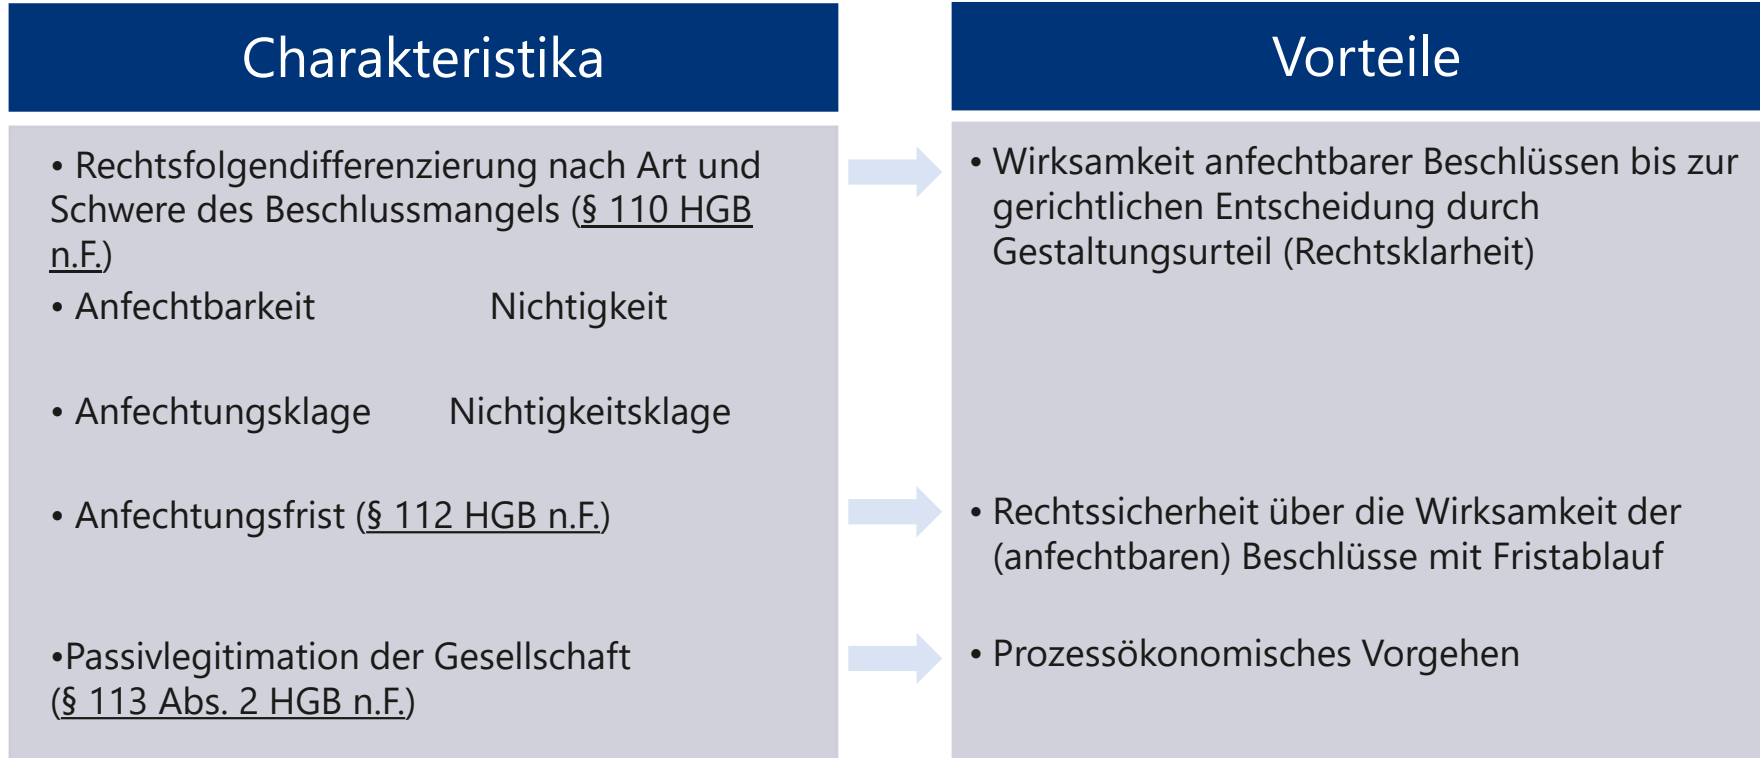 Charakteristika
• Rechtsfolgendifferenzierung nach Art und
Schwere des Beschlussmangels (§ 110 HGB
n.F.)
• Anfechtbarkeit Nichtigkeit
• Anfechtungsklage Nichtigkeitsklage
• Anfechtungsfrist (§ 112 HGB n.F.)
•Passivlegitimation der Gesellschaft
(§ 113 Abs. 2 HGB n.F.)
Vorteile
• Wirksamkeit anfechtbarer Beschlüssen bis zur
gerichtlichen Entscheidung durch
Gestaltungsurteil (Rechtsklarheit)
• Rechtssicherheit über die Wirksamkeit der
(anfechtbaren) Beschlüsse mit Fristablauf
• Prozessökonomisches Vorgehen